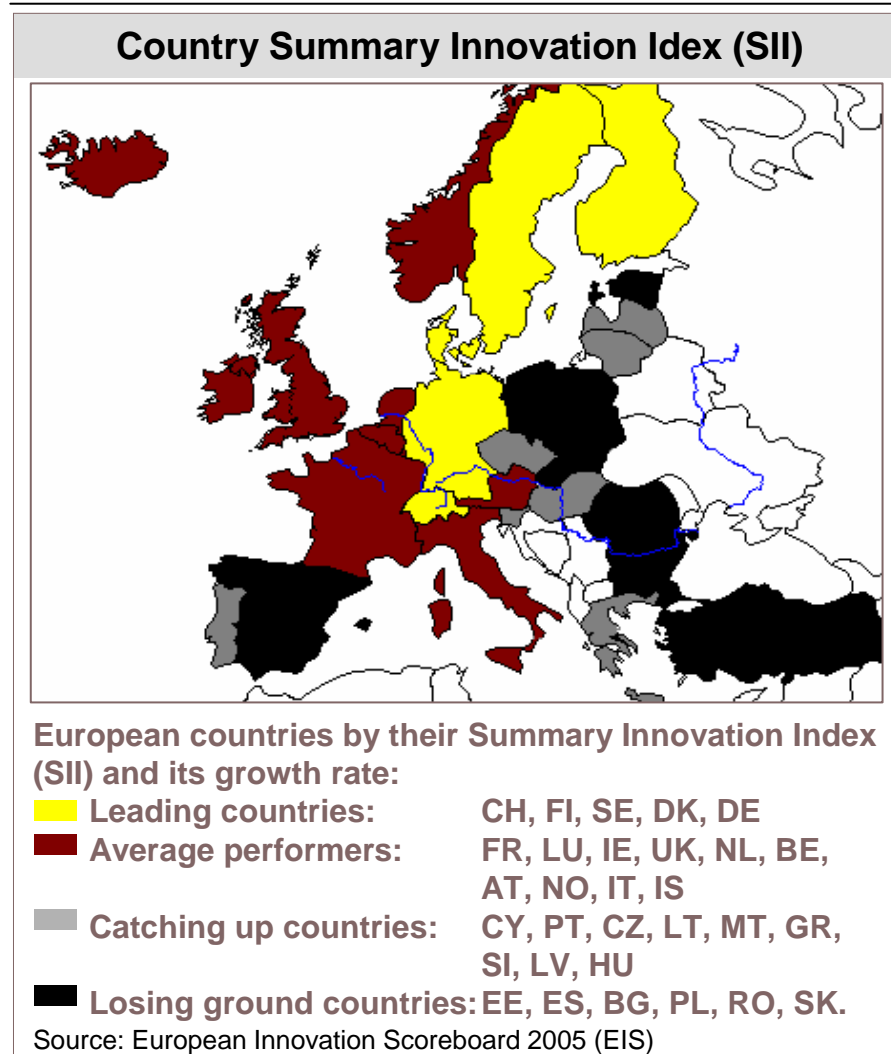 Country Summary Innovation Idex (SII)
European countries by their Summary Innovation Index
(SII) and its growth rate:
Leading countries: CH, FI, SE, DK, DE
Average performers: FR, LU, IE, UK, NL, BE,
AT, NO, IT, IS
Catching up countries: CY, PT, CZ, LT, MT, GR,
SI, LV, HU
Losing ground countries: EE, ES, BG, PL, RO, SK.
Source: European Innovation Scoreboard 2005 (EIS)